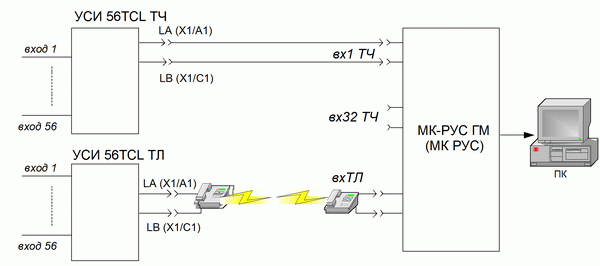 УСИ 56TCL ТЧ
LA (X1/A1)
вход 1
вх1 ТЧ
LB (X1/C1)
вх32 ТЧ
вход 56
МК-РУС ГМ
(МК РУС)
ПК
УСИ 56TCL ТЛ
вход 1
LA (X1/A1)
вхТЛ
LB (X1/C1)
вход 56